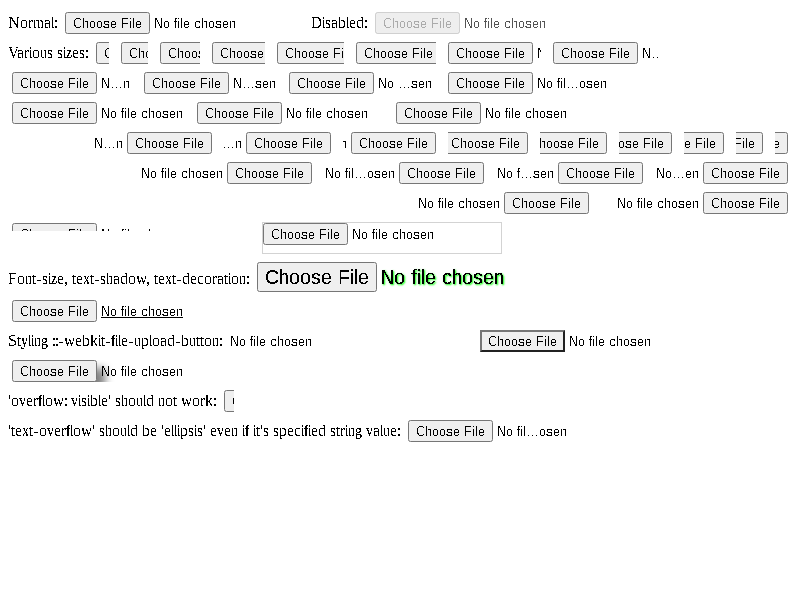 Normal: Choose File No file chosen Disabled: Choose File No file chosen
Various sizes: Cho Choos Choose Choose Fi Choose File Choose File Choose File N..
Choose File N...n Choose File N...sen Choose File No ...sen Choose File No fil...osen
Choose File No file chosen Choose File No file chosen Choose File No file chosen
N...n Choose File ...n Choose File Choose File Choose File hoose File ose File e File File e
No file chosen Choose File No fil...osen Choose File No f...sen Choose File No...en Choose File
No file chosen Choose File No file chosen Choose File
Choose File No file chosen
Font-size, text-shadow, text-decoration: Choose File No file chosen
Choose File No file chosen
Styling ::-webkit-file-upload-button: No file chosen Choose File No file chosen
Choose File No file chosen
'overflow: visible' should not work:
'text-overflow' should be 'ellipsis' even if it's specified string value: Choose File No fil...osen